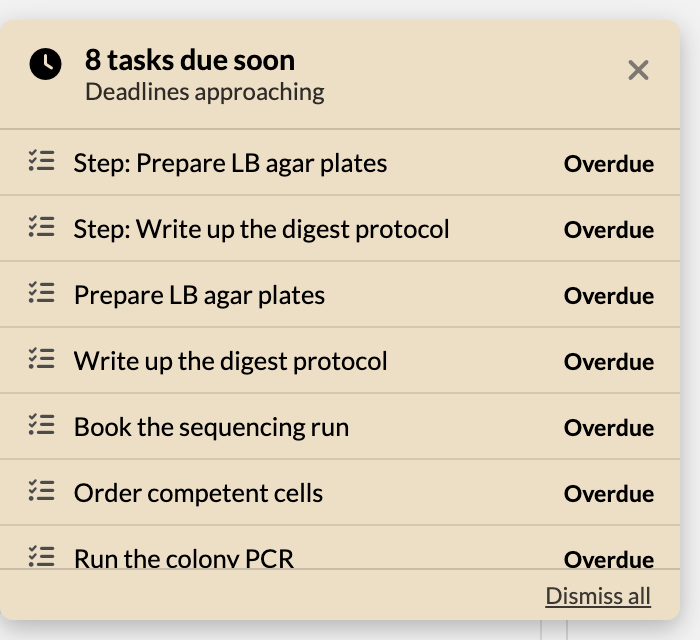 8 tasks due soon
Deadlines approaching
Step: Prepare LB agar plates Overdue
Step: Write up the digest protocol Overdue
Prepare LB agar plates Overdue
Write up the digest protocol Overdue
Book the sequencing run Overdue
Order competent cells Overdue
Run the colony PCR Overdue
Dismiss all